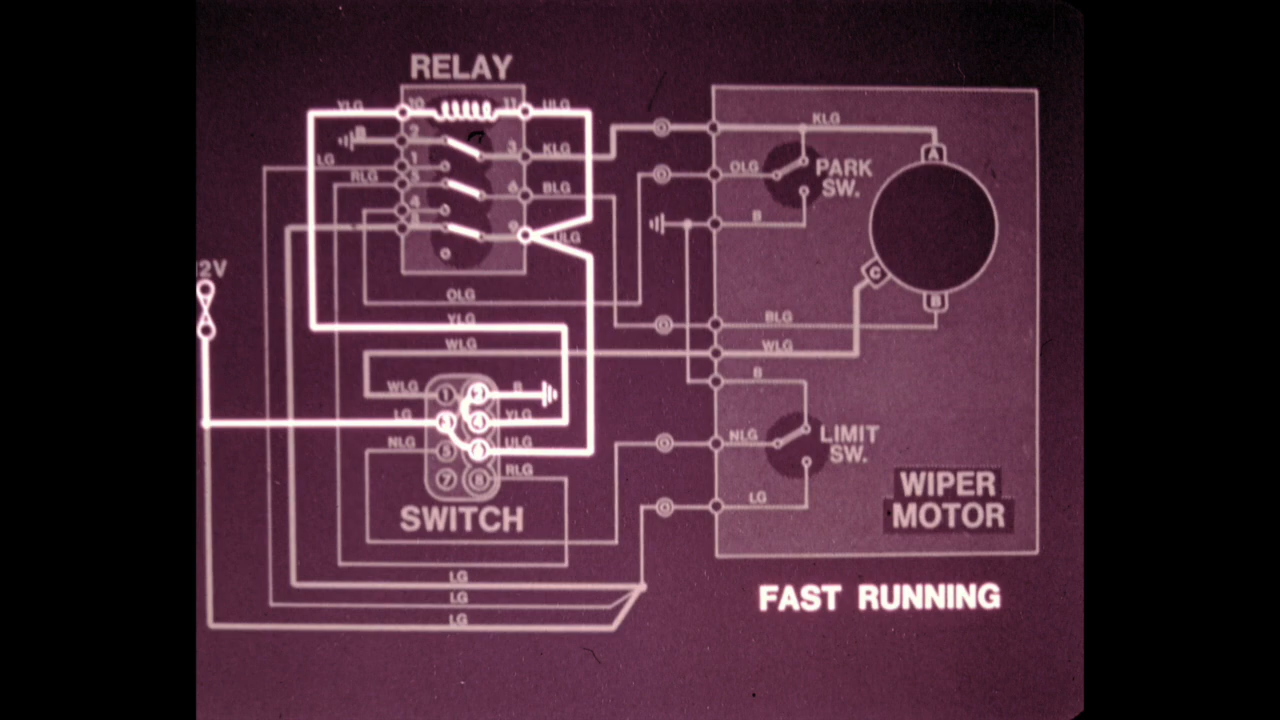 RELAY
YLG 10 11 ULG
B 2
KLG
3 KLG
LG 1
RLG 5
6 BLG
4
9 ULG
OLG
PARK
SW.
B
A
C
B
12V
OLG
YLG
BLG
WLG
WLG
B
WLG 1 2 B
LG 3 4 YLG
NLG 5 6 ULG
7 8 RLG
SWITCH
NLG
LIMIT
SW.
LG
WIPER
MOTOR
LG
LG
LG
FAST RUNNING